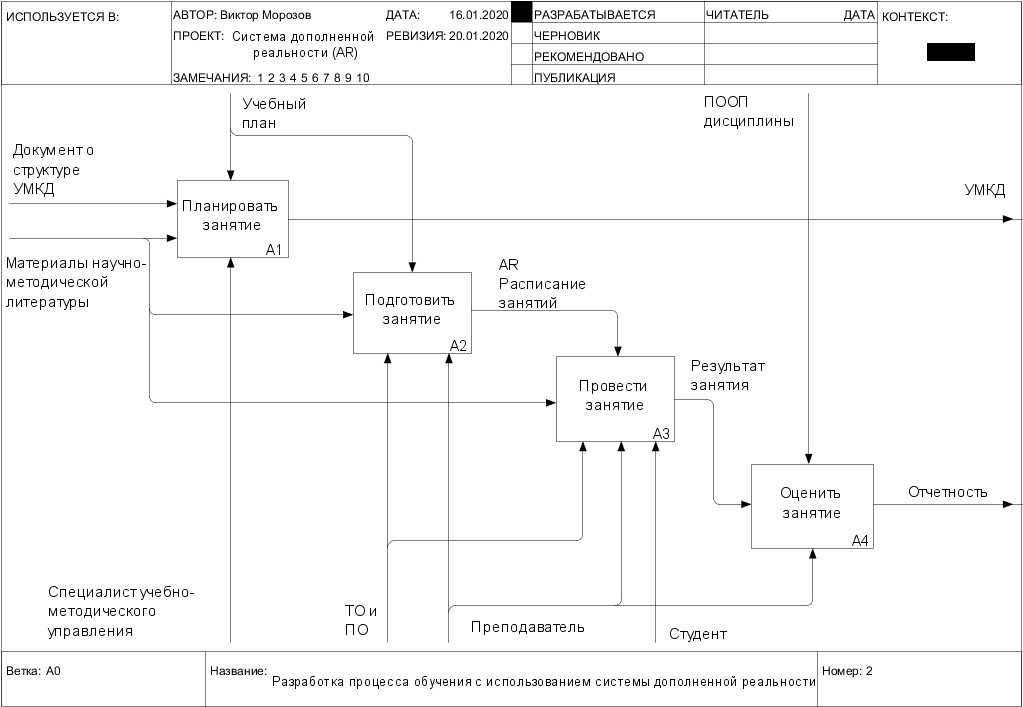 ИСПОЛЬЗУЕТСЯ В:
АВТОР: Виктор Морозов
ДАТА: 16.01.2020
ПРОЕКТ: Система дополненной
реальности (AR)
РЕВИЗИЯ: 20.01.2020
ЗАМЕЧАНИЯ: 1 2 3 4 5 6 7 8 9 10
РАЗРАБАТЫВАЕТСЯ
ЧЕРНОВИК
РЕКОМЕНДОВАНО
ПУБЛИКАЦИЯ
ЧИТАТЕЛЬ
ДАТА
КОНТЕКСТ:
Учебный
план
ПООП
дисциплины
Документ о
структуре
УМКД
УМКД
Планировать
занятие
A1
Материалы научно-
методической
литературы
AR
Расписание
занятий
Подготовить
занятие
A2
Результат
занятия
Провести
занятие
A3
Оценить
занятие
A4
Отчетность
Специалист учебно-
методического
управления
ТО и
ПО
Преподаватель
Студент
Ветка: A0
Название:
Разработка процесса обучения с использованием системы дополненной реальности
Номер: 2